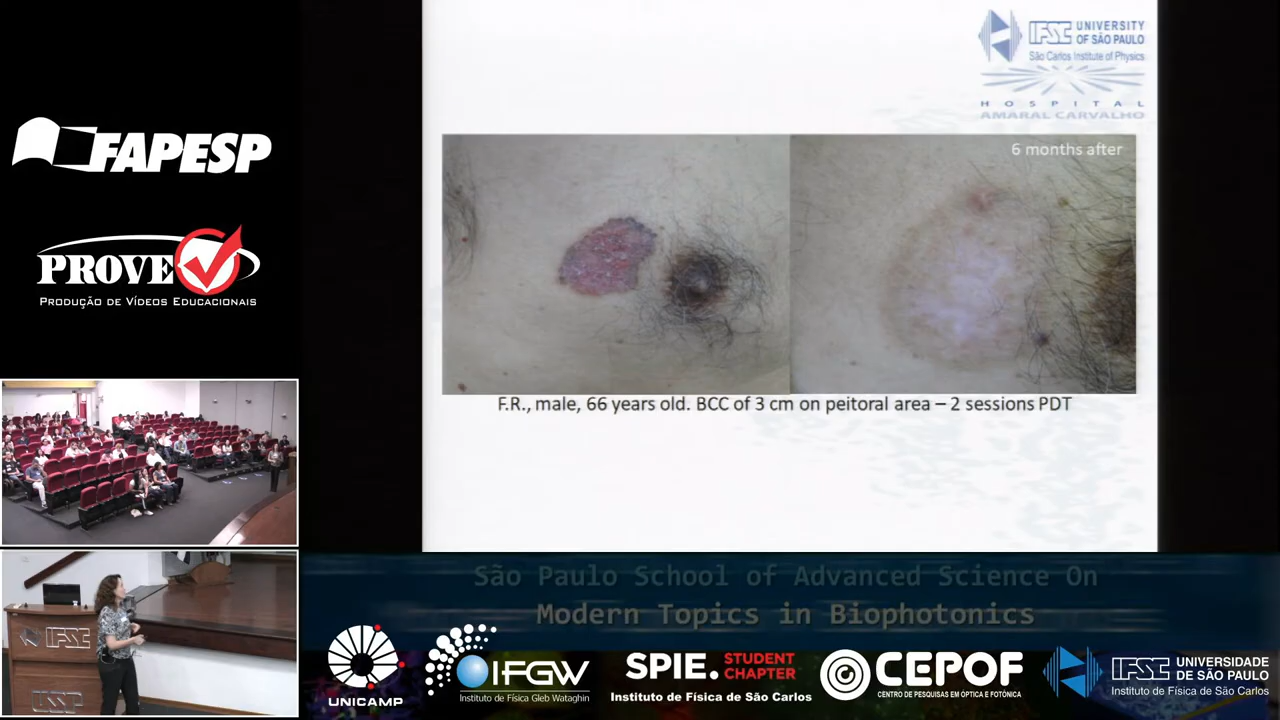 IFSC UNIVERSITY
OF SÃO PAULO
São Carlos Institute of Physics
HOSPITAL
AMARAL CARVALHO
6 months after
F.R., male, 66 years old. BCC of 3 cm on peitoral area – 2 sessions PDT
FAPESP
PROVE
PRODUÇÃO DE VÍDEOS EDUCACIONAIS
IFSC
USP
São Paulo School of Advanced Science On
Modern Topics in Biophotonics
UNICAMP
IFGW
Instituto de Física Gleb Wataghin
SPIE. STUDENT
CHAPTER
Instituto de Física de São Carlos
CEPOF
CENTRO DE PESQUISAS EM ÓPTICA E FOTÔNICA
IFSC UNIVERSIDADE
DE SÃO PAULO
Instituto de Física de São Carlos